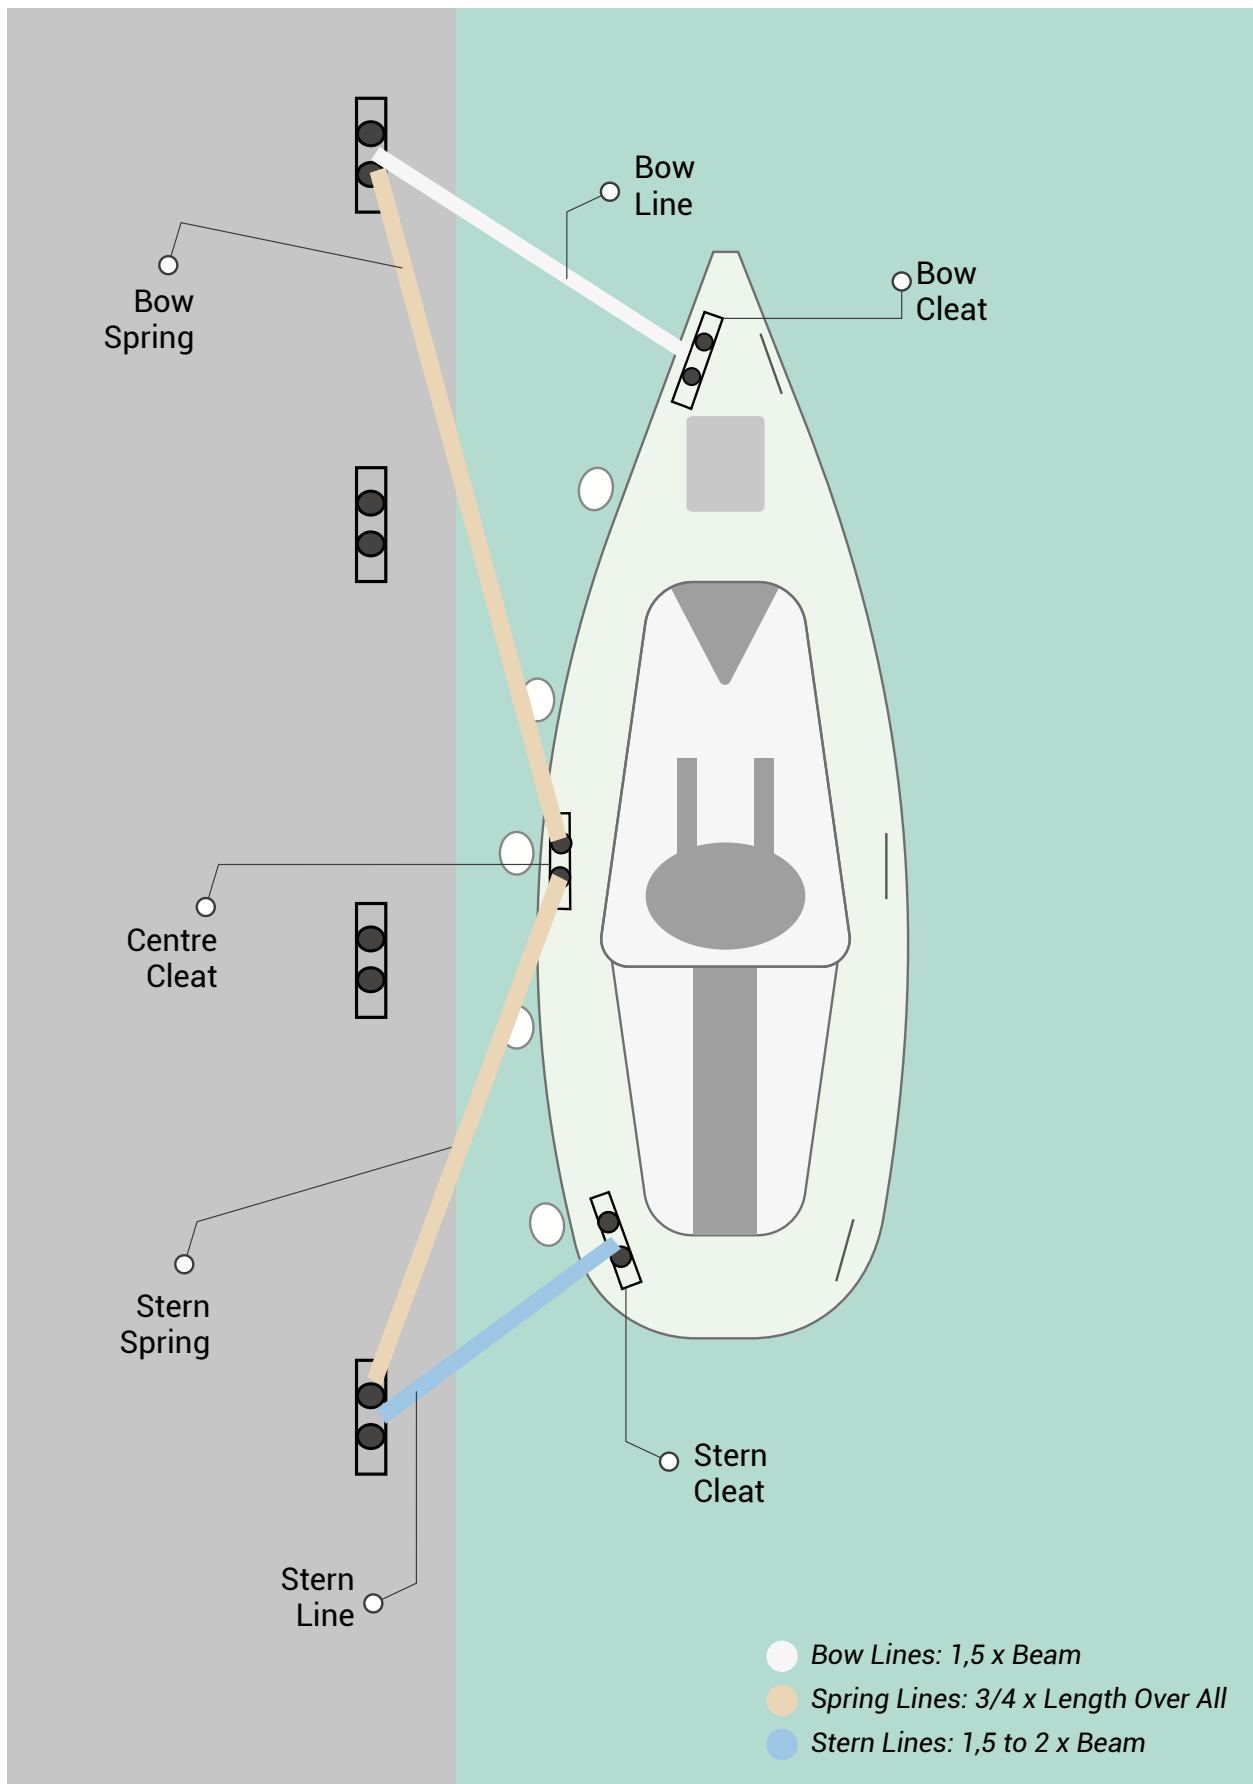 Bow
Line
Bow
Cleat
Bow
Spring
Centre
Cleat
Stern
Spring
Stern
Cleat
Stern
Line
Bow Lines: 1,5 x Beam
Spring Lines: 3/4 x Length Over All
Stern Lines: 1,5 to 2 x Beam